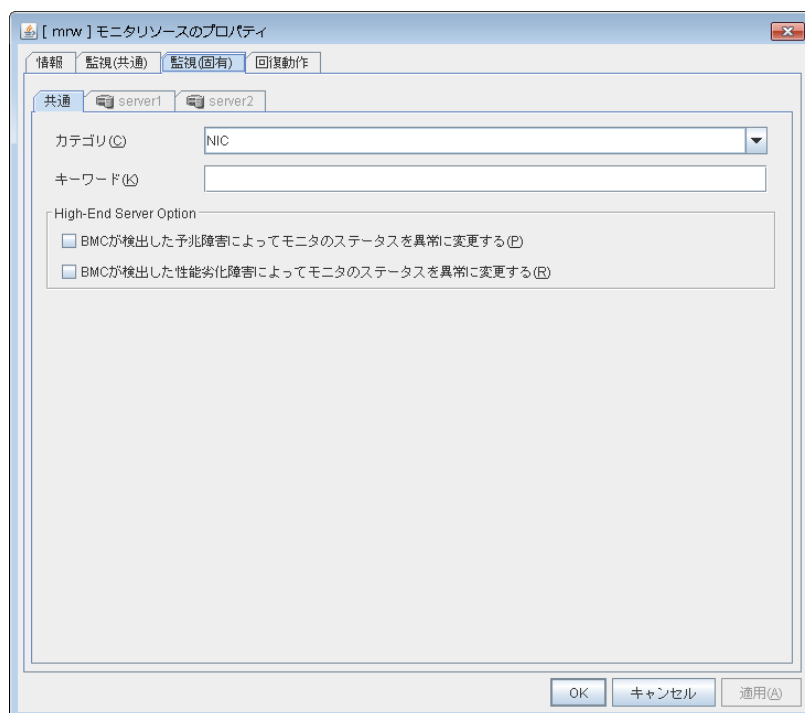 [ mrw ] モニタリソースのプロパティ
情報 監視(共通) 監視(固有) 回復動作
共通 server1 server2
カテゴリ(C) NIC
キーワード(K)
High-End Server Option
BMCが検出した予兆障害によってモニタのステータスを異常に変更する(P)
BMCが検出した性能劣化障害によってモニタのステータスを異常に変更する(R)
OK キャンセル 適用(A)